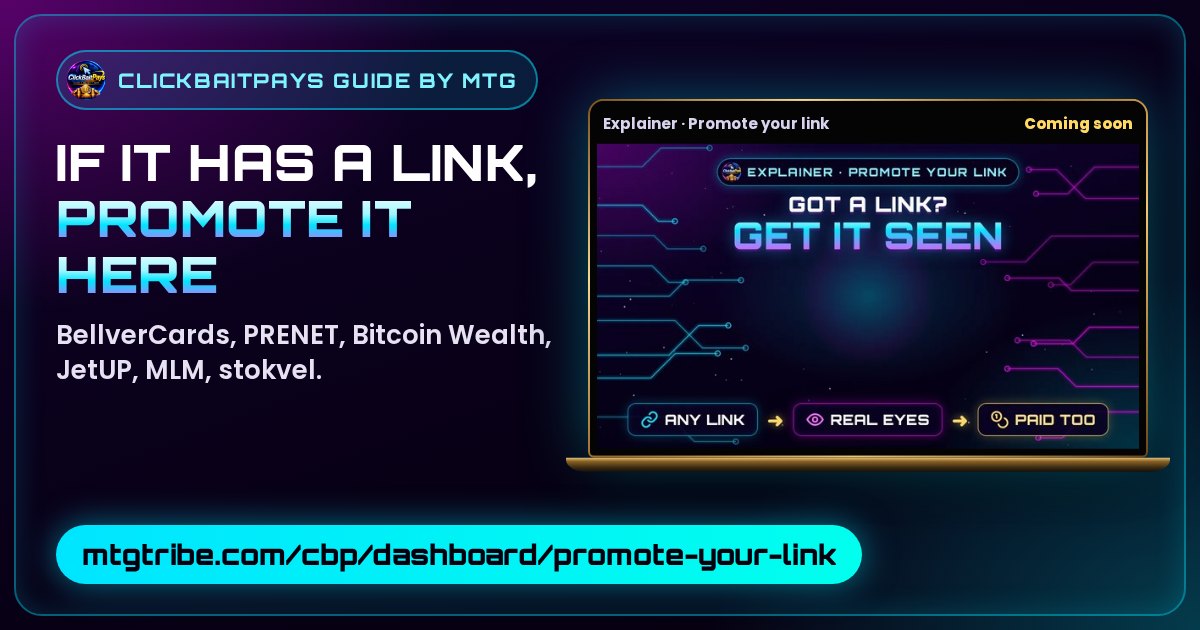 ClickBaitPays
CLICKBAITPAYS GUIDE BY MTG
IF IT HAS A LINK,
PROMOTE IT
HERE
BellverCards, PRENET, Bitcoin Wealth,
JetUP, MLM, stokvel.
Explainer · Promote your link
Coming soon
EXPLAINER · PROMOTE YOUR LINK
GOT A LINK?
GET IT SEEN
ANY LINK
REAL EYES
PAID TOO
mtgtribe.com/cbp/dashboard/promote-your-link